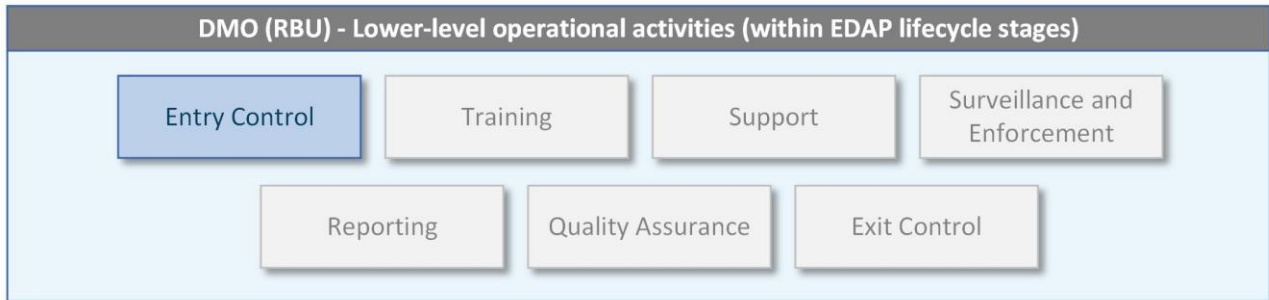 DMO (RBU) - Lower-level operational activities (within EDAP lifecycle stages)
Entry Control
Training
Support
Surveillance and
Enforcement
Reporting
Quality Assurance
Exit Control